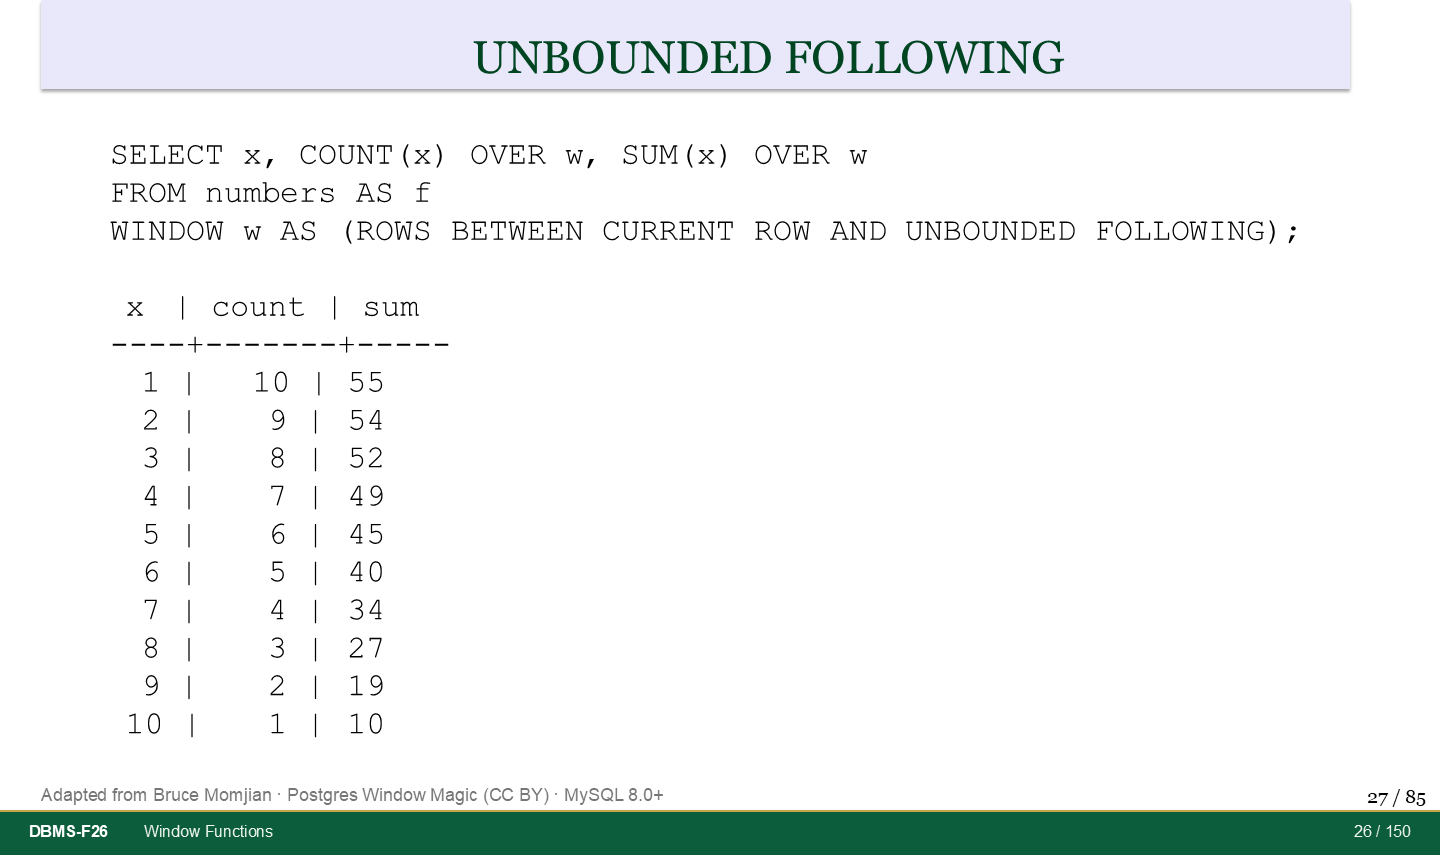 UNBOUNDED FOLLOWING
SELECT x, COUNT(x) OVER w, SUM(x) OVER w
FROM numbers AS f
WINDOW w AS (ROWS BETWEEN CURRENT ROW AND UNBOUNDED FOLLOWING);
x | count | sum
----+-------+-----
1 | 10 | 55
2 | 9 | 54
3 | 8 | 52
4 | 7 | 49
5 | 6 | 45
6 | 5 | 40
7 | 4 | 34
8 | 3 | 27
9 | 2 | 19
10 | 1 | 10
Adapted from Bruce Momjian · Postgres Window Magic (CC BY) · MySQL 8.0+
27 / 85
DBMS-F26 Window Functions
26 / 150